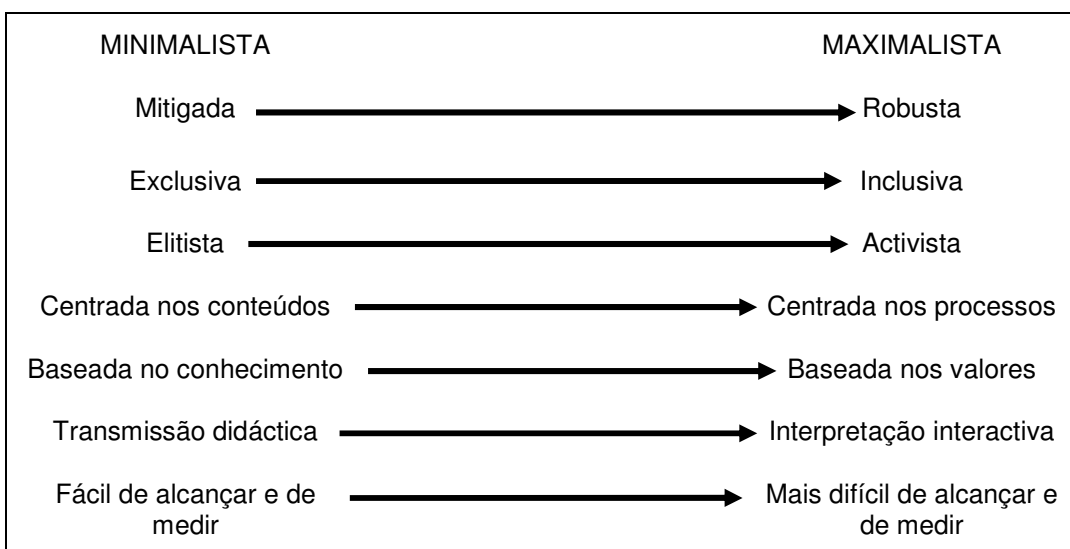 MINIMALISTA MAXIMALISTA
Mitigada Robusta
Exclusiva Inclusiva
Elitista Activista
Centrada nos conteúdos Centrada nos processos
Baseada no conhecimento Baseada nos valores
Transmissão didáctica Interpretação interactiva
Fácil de alcançar e de Mais difícil de alcançar e
medir de medir